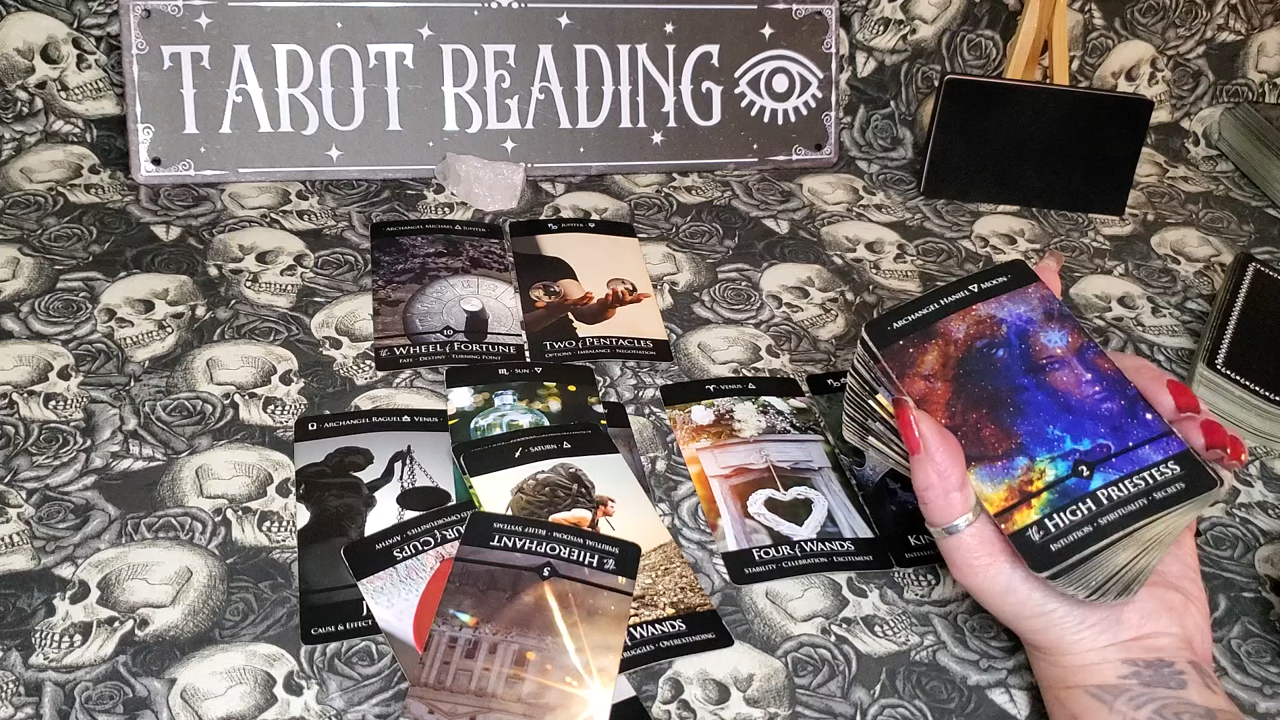 TAROT READING
· ARCHANGEL MICHAEL 🜂 JUPITER ·
10
the WHEEL of FORTUNE
FATE · DESTINY · TURNING POINT
♑ JUPITER · 🜃
TWO of PENTACLES
OPTIONS · IMBALANCE · NEGOTIATION
♏ · SUN · ▽
· ARCHANGEL RAGUEL VENUS
CAUSE & EFFECT
♐ · SATURN · △
WANDS
OVEREXTENDING
CUPS
OPPORTUNITIES · APATHY
the HIEROPHANT
SPIRITUAL WISDOM · BELIEF SYSTEMS
5
♈ · VENUS · △
FOUR of WANDS
STABILITY · CELEBRATION · EXCITEMENT
· ARCHANGEL HANIEL ▽ MOON ·
2
the HIGH PRIESTESS
INTUITION · SPIRITUALITY · SECRETS